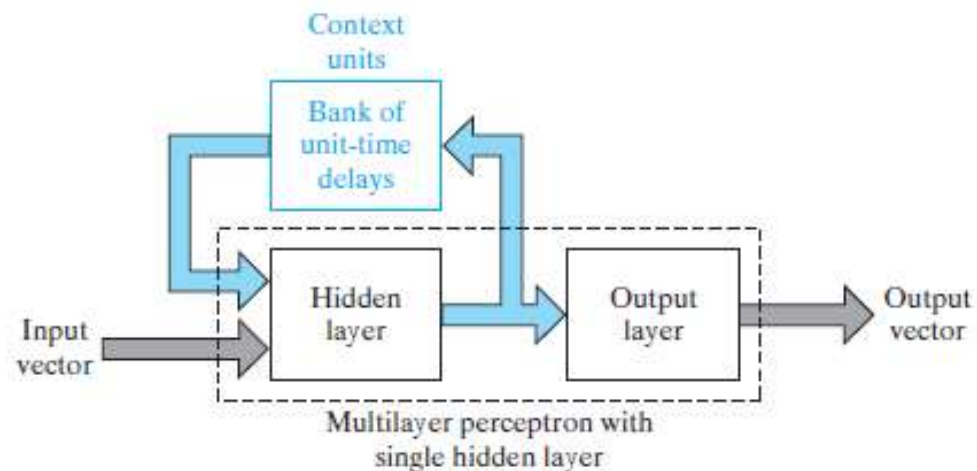 Context
units
Bank of
unit-time
delays
Hidden
layer
Output
layer
Input
vector
Output
vector
Multilayer perceptron with
single hidden layer